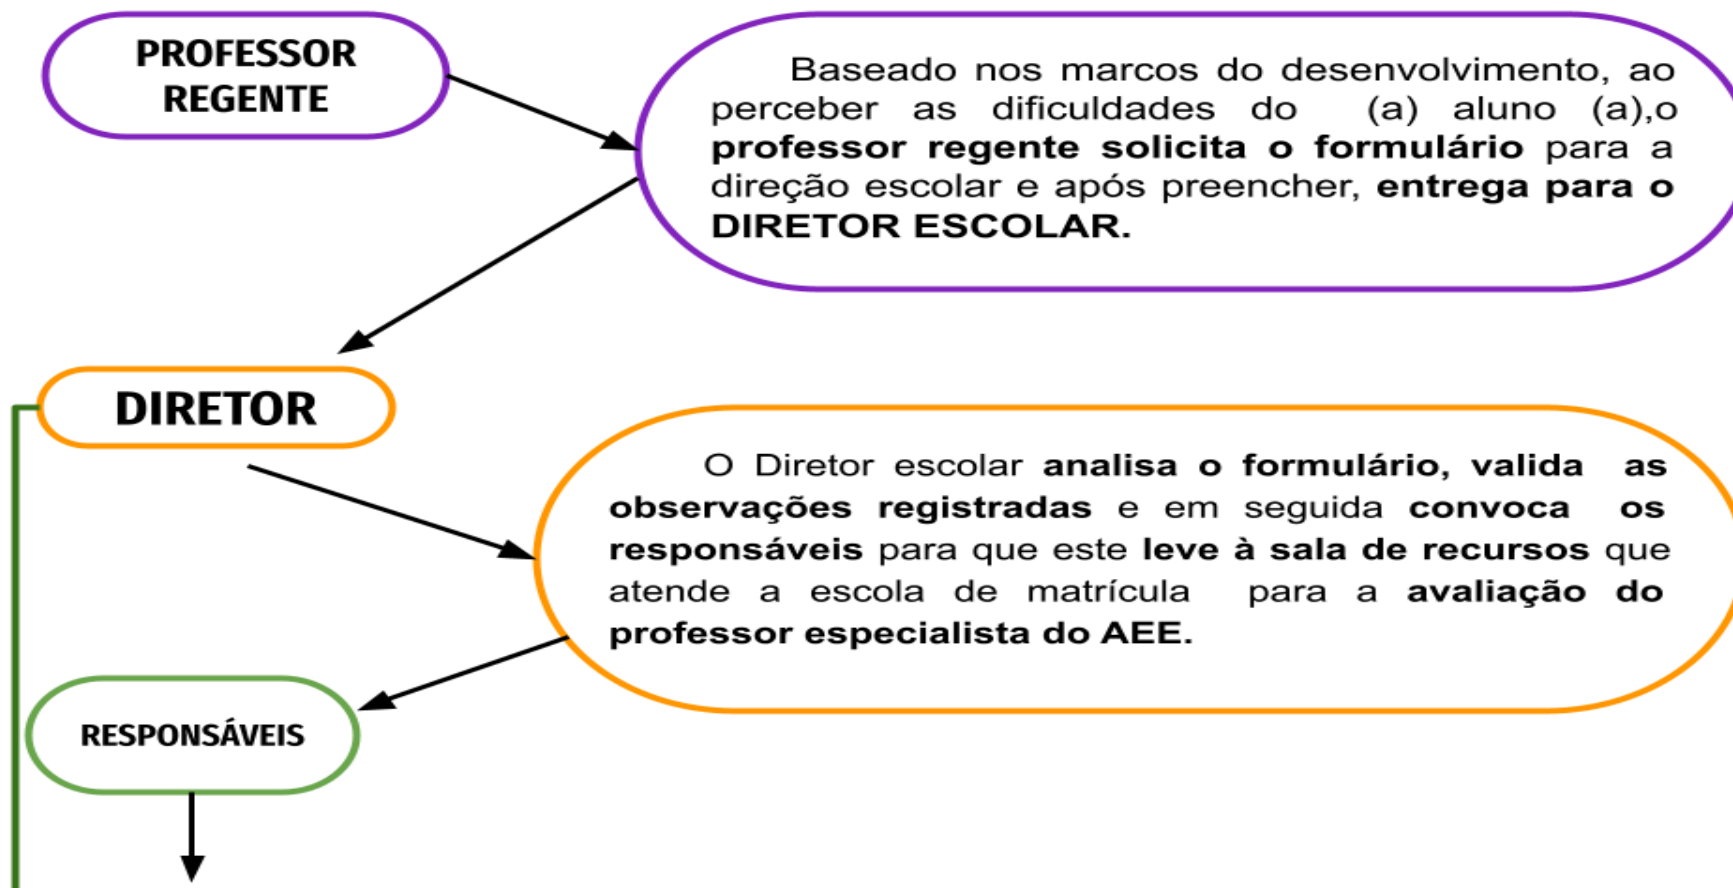 PROFESSOR
REGENTE
Baseado nos marcos do desenvolvimento, ao
perceber as dificuldades do (a) aluno (a),o
professor regente solicita o formulário para a
direção escolar e após preencher, entrega para o
DIRETOR ESCOLAR.
DIRETOR
O Diretor escolar analisa o formulário, valida as
observações registradas e em seguida convoca os
responsáveis para que este leve à sala de recursos que
atende a escola de matrícula para a avaliação do
professor especialista do AEE.
RESPONSÁVEIS